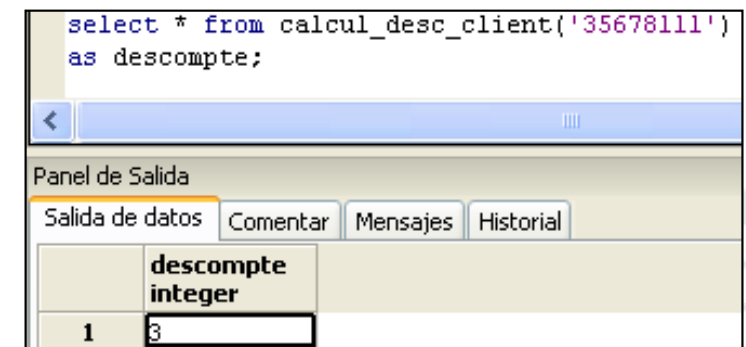 select * from calcul_desc_client('35678111')
as descompte;
Panel de Salida
Salida de datos Comentar Mensajes Historial
descompte
integer
1 3